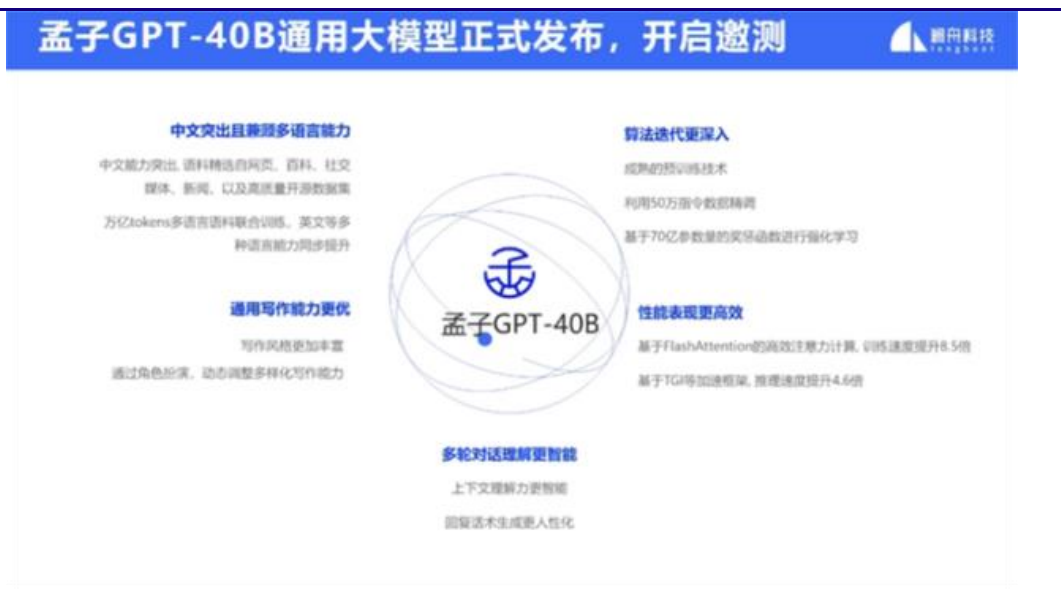 孟子GPT-40B通用大模型正式发布，开启邀测
澜舟科技
langboat
中文突出且兼顾多语言能力
中文能力突出, 语料精选自网页、百科、社交
媒体、新闻、以及高质量开源数据集
万亿tokens多语言语料联合训练、英文等多
种语言能力同步提升
通用写作能力更优
写作风格更加丰富
通过角色扮演、动态调整多样化写作能力
算法迭代更深入
成熟的预训练技术
利用50万指令数据精调
基于70亿参数量的奖惩函数进行强化学习
孟子GPT-40B
性能表现更高效
基于FlashAttention的高效注意力计算, 训练速度提升8.5倍
基于TGI等加速框架, 推理速度提升4.6倍
多轮对话理解更智能
上下文理解力更智能
回复话术生成更人性化